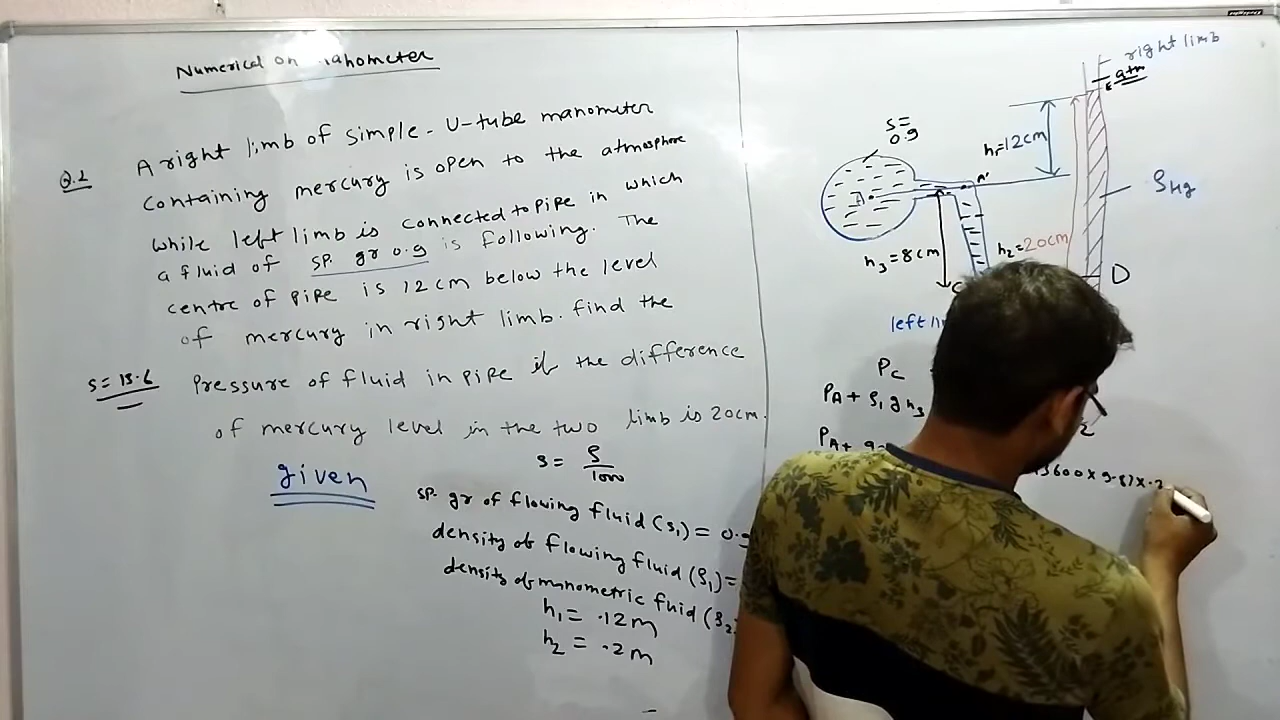 Numerical on
Q.2
A right limb of simple - U-tube manometer
containing mercury is open to the atmosphere
while left limb is connected to pipe in which
a fluid of sp. gr 0.9 is following. The
centre of pipe is 12 cm below the level
of mercury in right limb. find the
s = 13.6
Pressure of fluid in pipe if the difference
of mercury level in the two limb is 20cm.
given
S = ρ/1000
sp. gr of flowing fluid (s₁) = 0.9
density of flowing fluid (ρ₁) =
density of manometric fluid (ρ₂)
h₁ = .12m
h₂ = .2m
right limb
E atm
S =
0.9
h₁=12cm
A
A'
ρHg
h₂=20cm
h₃=8cm
C
D
left
Pc
PA + ρ₁ g h₃
PA +
13600 × 9.81 × .2